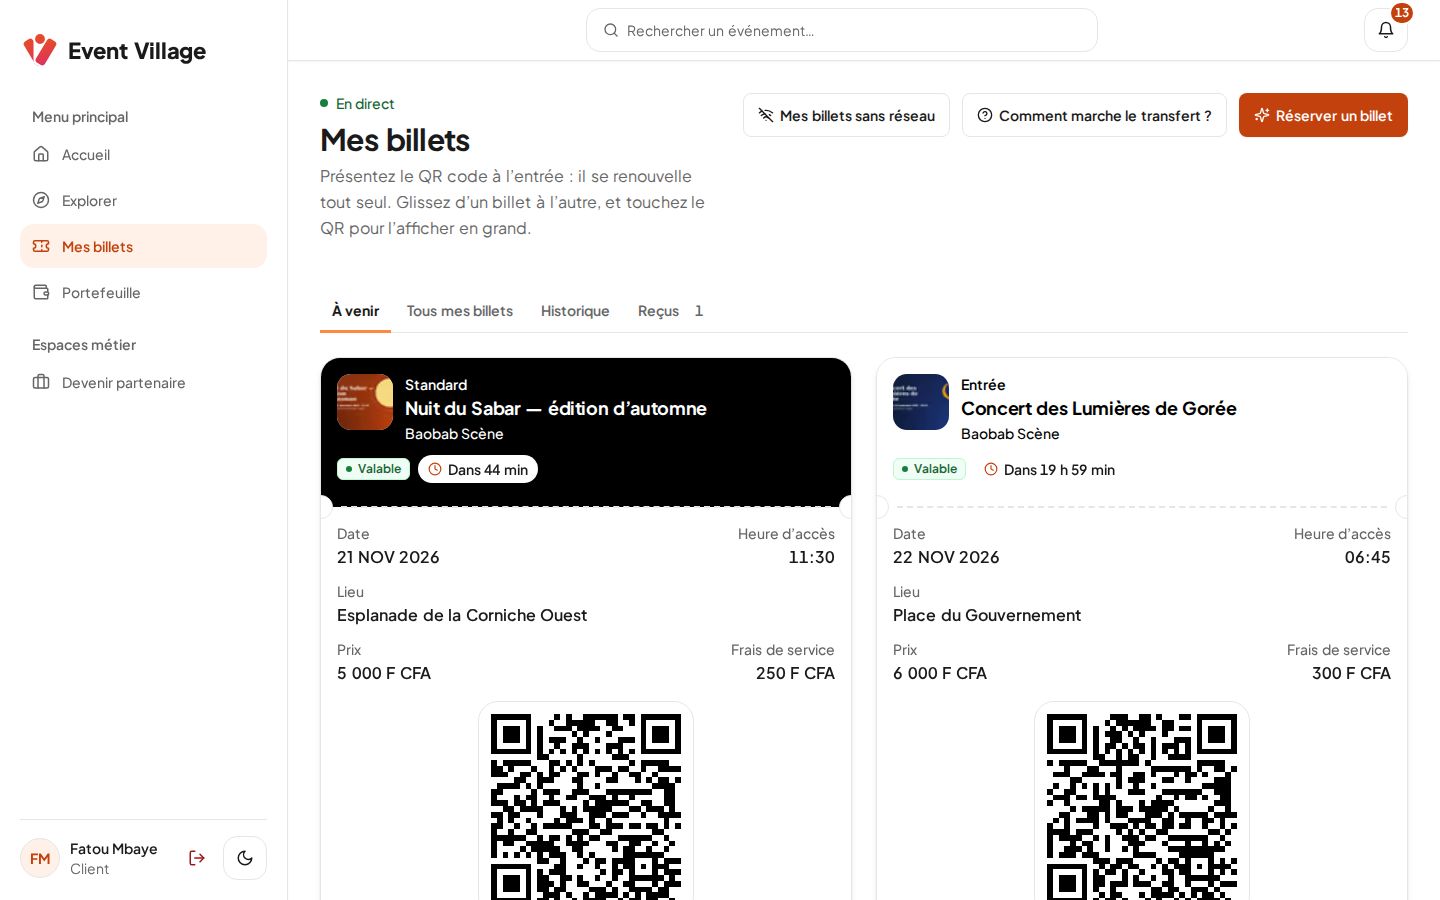 Event Village
Rechercher un événement…
13
Menu principal
Accueil
Explorer
Mes billets
Portefeuille
Espaces métier
Devenir partenaire
FM
Fatou Mbaye
Client
En direct
Mes billets
Présentez le QR code à l’entrée : il se renouvelle
tout seul. Glissez d’un billet à l’autre, et touchez le
QR pour l’afficher en grand.
Mes billets sans réseau
Comment marche le transfert ?
Réserver un billet
À venir
Tous mes billets
Historique
Reçus 1
Standard
Nuit du Sabar — édition d’automne
Baobab Scène
Valable
Dans 44 min
Date
Heure d’accès
21 NOV 2026
11:30
Lieu
Esplanade de la Corniche Ouest
Prix
Frais de service
5 000 F CFA
250 F CFA
Entrée
Concert des Lumières de Gorée
Baobab Scène
Valable
Dans 19 h 59 min
Date
Heure d’accès
22 NOV 2026
06:45
Lieu
Place du Gouvernement
Prix
Frais de service
6 000 F CFA
300 F CFA